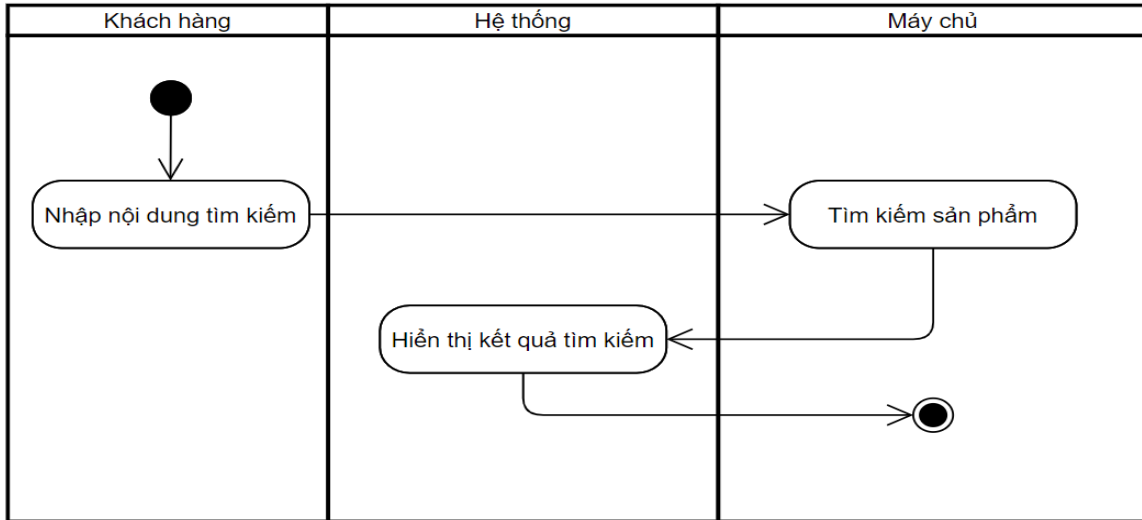 Khách hàng
Hệ thống
Máy chủ
Nhập nội dung tìm kiếm
Tìm kiếm sản phẩm
Hiển thị kết quả tìm kiếm